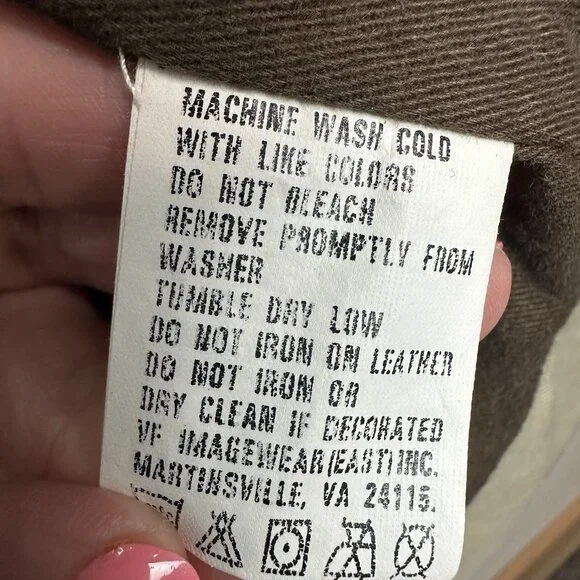 MACHINE WASH COLD
WITH LIKE COLORS
DO NOT BLEACH
REMOVE PROMPTLY FROM
WASHER
TUMBLE DRY LOW
DO NOT IRON ON LEATHER
DO NOT IRON OR
DRY CLEAN IF DECORATED
VF IMAGEWEAR(EAST)INC.
MARTINSVILLE, VA 24115.